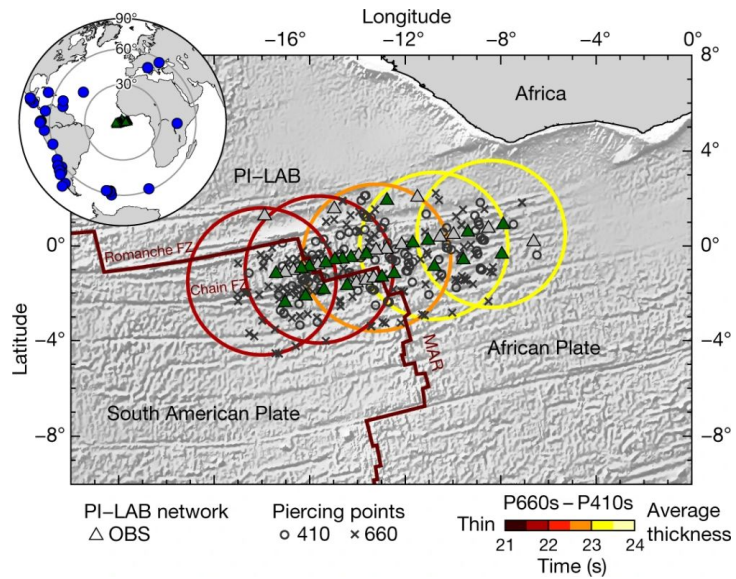 Longitude
90°
60°
30°
−16°
−12°
−8°
−4°
0°
8°
Africa
4°
PI−LAB
Romanche FZ
0°
0°
Chain FZ
Latitude
−4°
MAR
African Plate
−4°
South American Plate
−8°
−8°
PI−LAB network
OBS
Piercing points
410
660
P660s−P410s
Thin
Average thickness
21
22
23
24
Time (s)